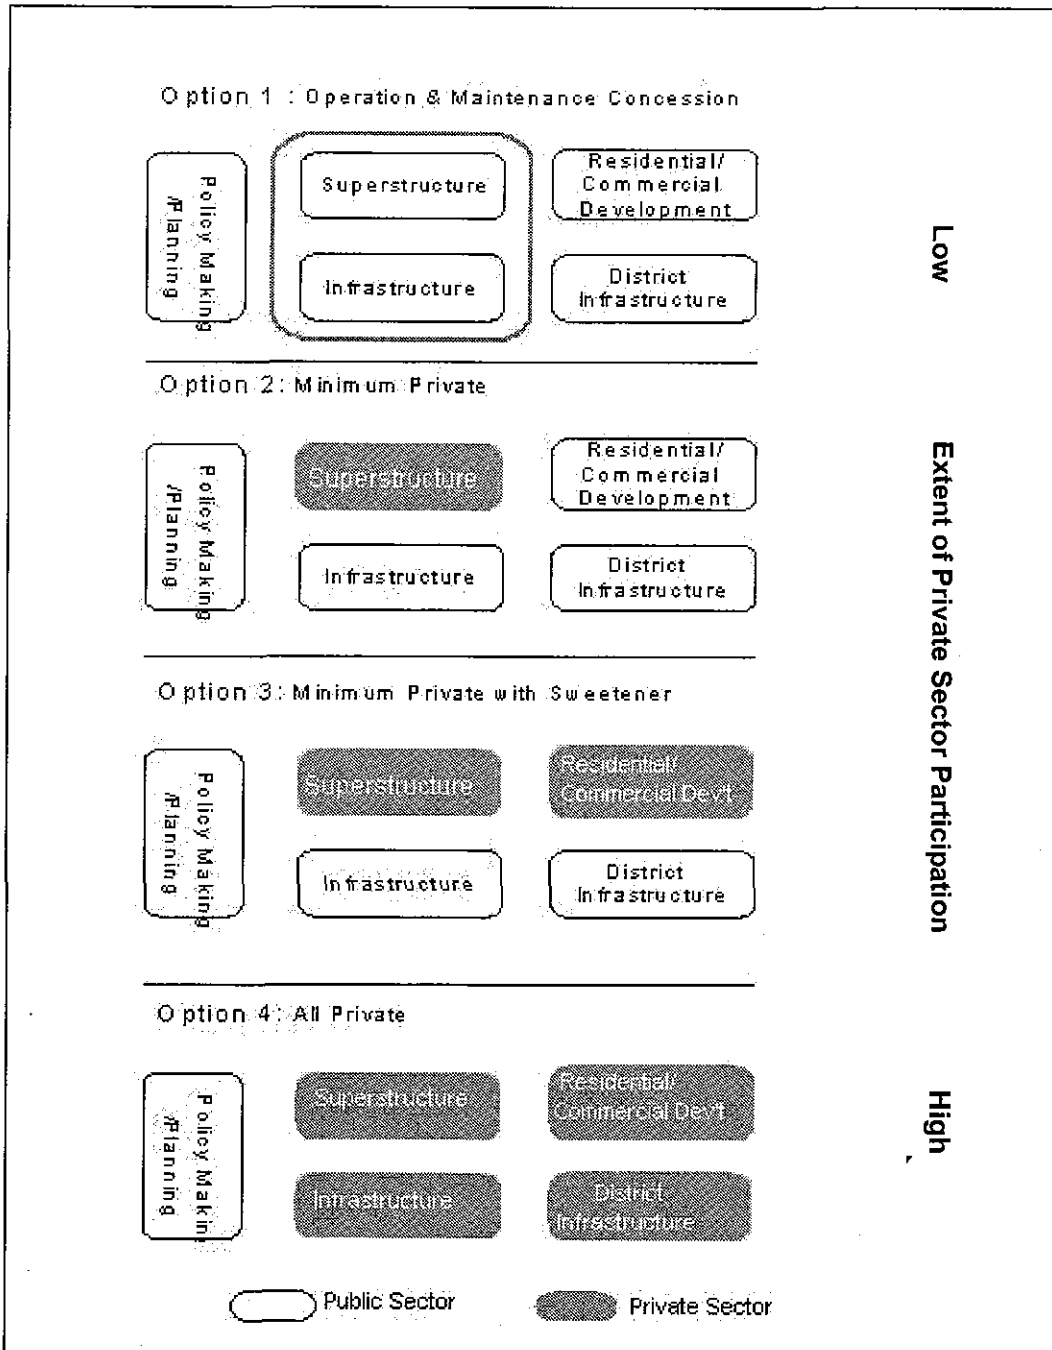 Option 1 : Operation & Maintenance Concession
Policy Making
/Planning
Superstructure
Infrastructure
Residential/
Commercial
Development
District
Infrastructure
Low
Option 2: Minimum Private
Policy Making
/Planning
Superstructure
Infrastructure
Residential/
Commercial
Development
District
Infrastructure
Extent of Private Sector Participation
Option 3: Minimum Private with Sweetener
Policy Making
/Planning
Superstructure
Infrastructure
Residential/
Commercial Dev't
District
Infrastructure
Option 4: All Private
Policy Makin
/Planning
Superstructure
Infrastructure
Residential/
Commercial Dev't
District
Infrastructure
High
Public Sector
Private Sector